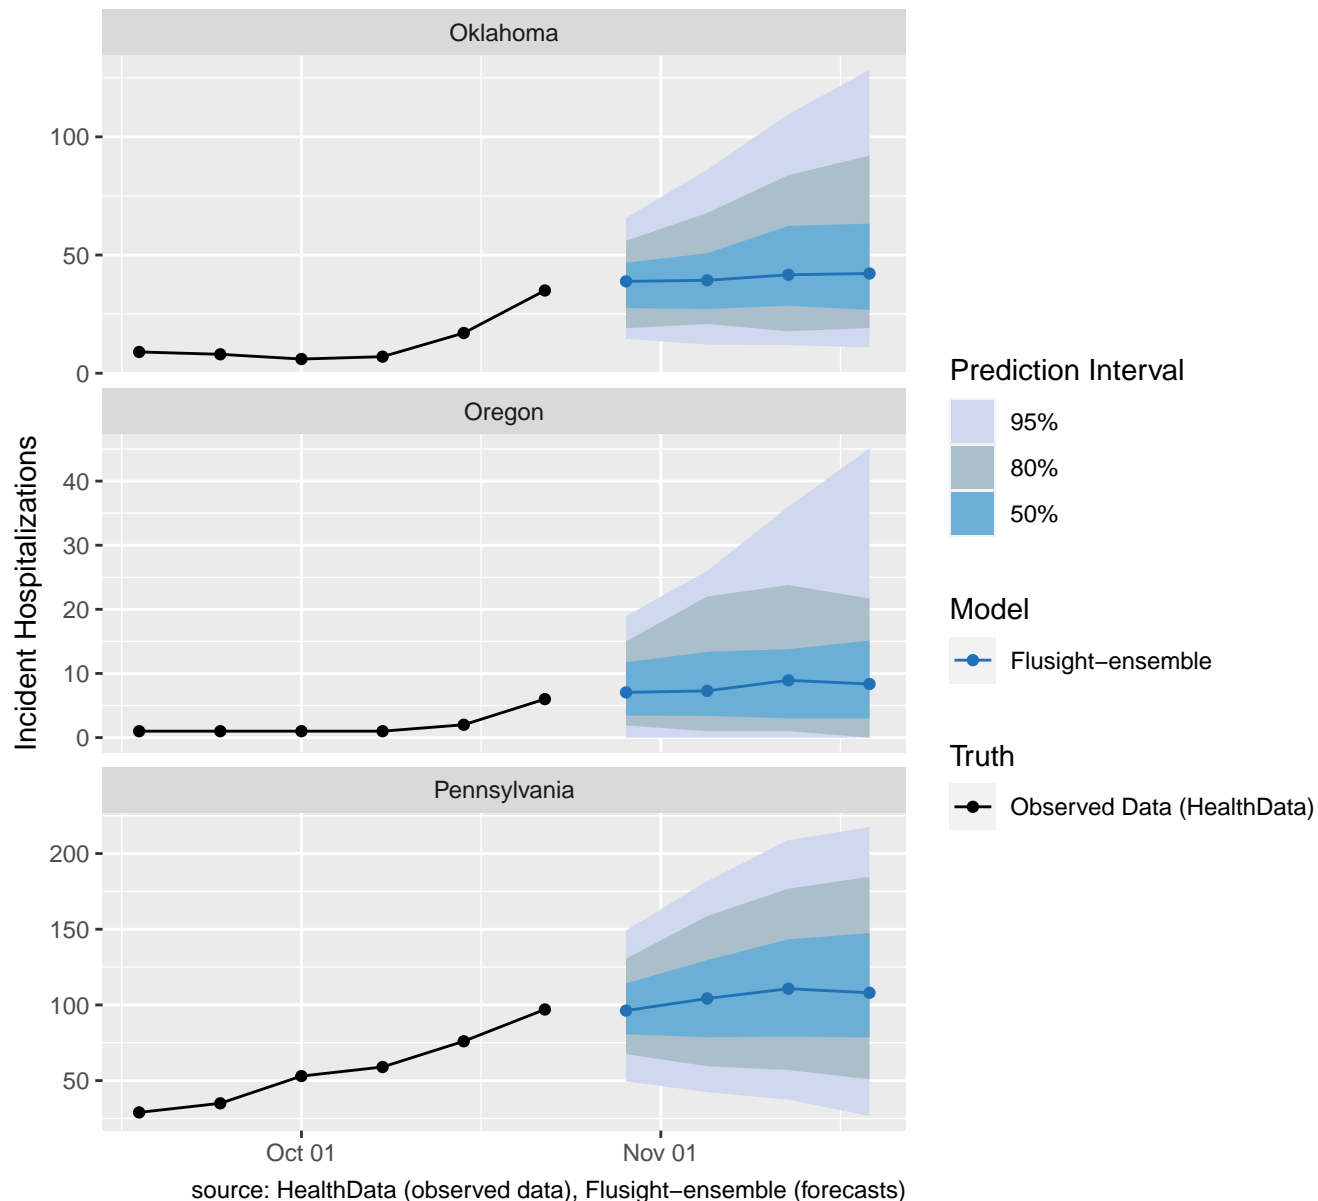 Oklahoma
100
50
0
Oregon
40
30
20
10
0
Pennsylvania
200
150
100
50
Oct 01
Nov 01
Incident Hospitalizations
source: HealthData (observed data), Flusight−ensemble (forecasts)
Prediction Interval
95%
80%
50%
Model
Flusight−ensemble
Truth
Observed Data (HealthData)